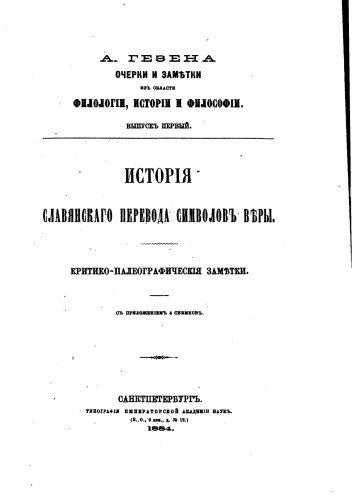 А. ГЕЗЕНА
ОЧЕРКИ И ЗАМѢТКИ
ИЗЪ ОБЛАСТИ
ФИЛОЛОГІИ, ИСТОРІИ И ФИЛОСОФІИ.
ВЫПУСКЪ ПЕРВЫЙ.
ИСТОРІЯ
СЛАВЯНСКАГО ПЕРЕВОДА СИМВОЛОВЪ ВѢРЫ.
КРИТИКО-ПАЛЕОГРАФИЧЕСКІЯ ЗАМѢТКИ.
СЪ ПРИЛОЖЕНІЕМЪ 4 СНИМКОВЪ.
САНКТПЕТЕРБУРГЪ.
ТИПОГРАФІЯ ИМПЕРАТОРСКОЙ АКАДЕМІИ НАУКЪ.
(В. О., 9 лин., д. № 12.)
1884.